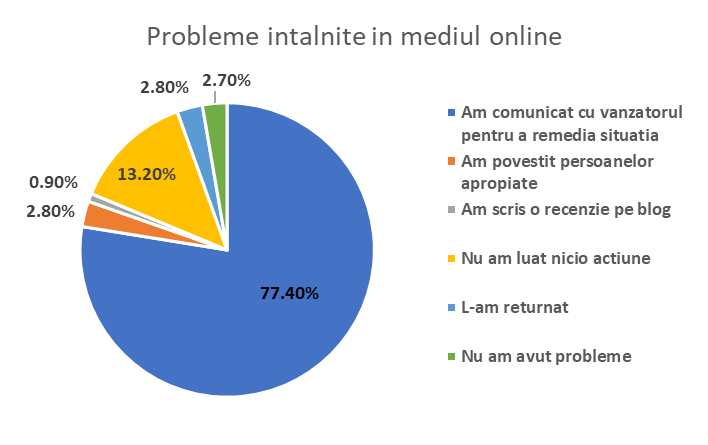 Probleme intalnite in mediul online
2.80%
2.70%
13.20%
0.90%
2.80%
77.40%
Am comunicat cu vanzatorul
pentru a remedia situatia
Am povestit persoanelor
apropiate
Am scris o recenzie pe blog
Nu am luat nicio actiune
L-am returnat
Nu am avut probleme